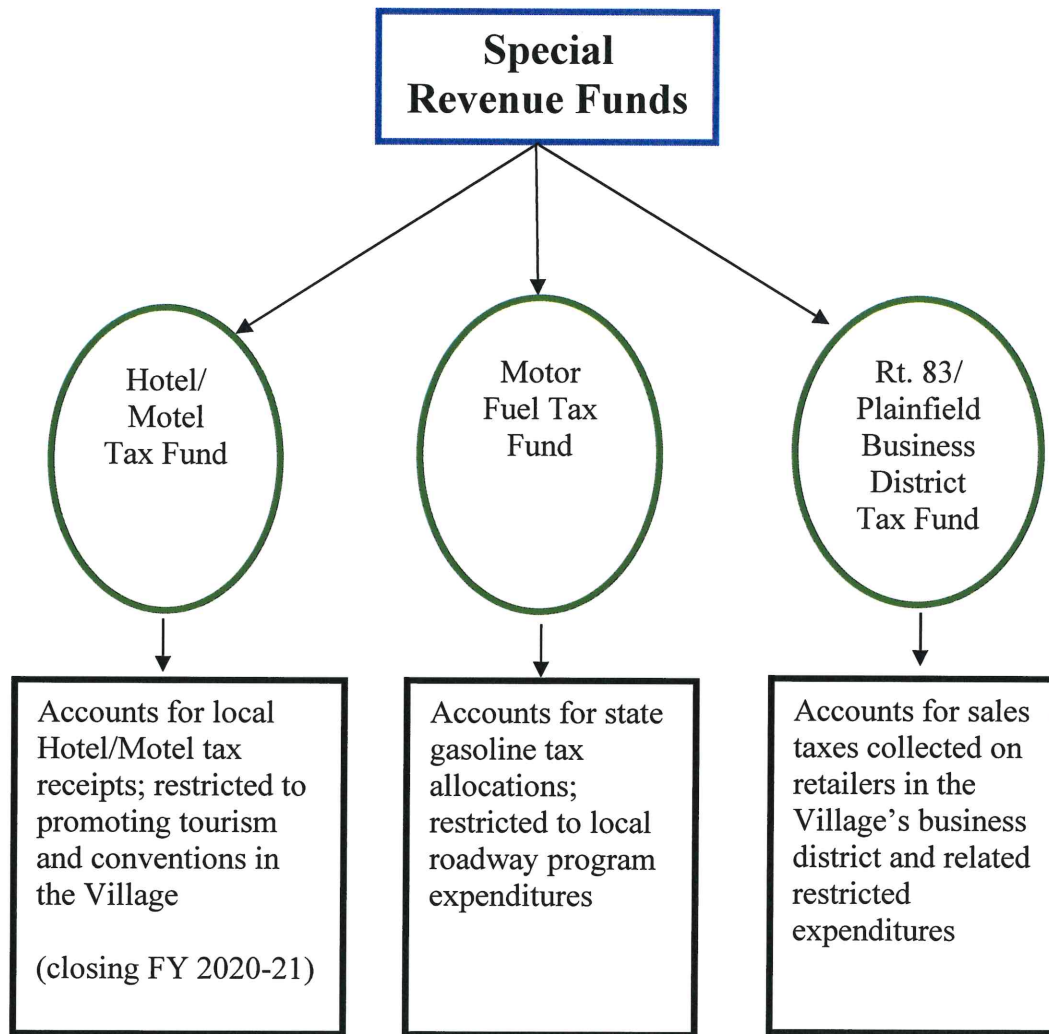 Special
Revenue Funds
Hotel/
Motel
Tax Fund
Motor
Fuel Tax
Fund
Rt. 83/
Plainfield
Business
District
Tax Fund
Accounts for local
Hotel/Motel tax
receipts; restricted to
promoting tourism
and conventions in
the Village
(closing FY 2020-21)
Accounts for state
gasoline tax
allocations;
restricted to local
roadway program
expenditures
Accounts for sales
taxes collected on
retailers in the
Village’s business
district and related
restricted
expenditures